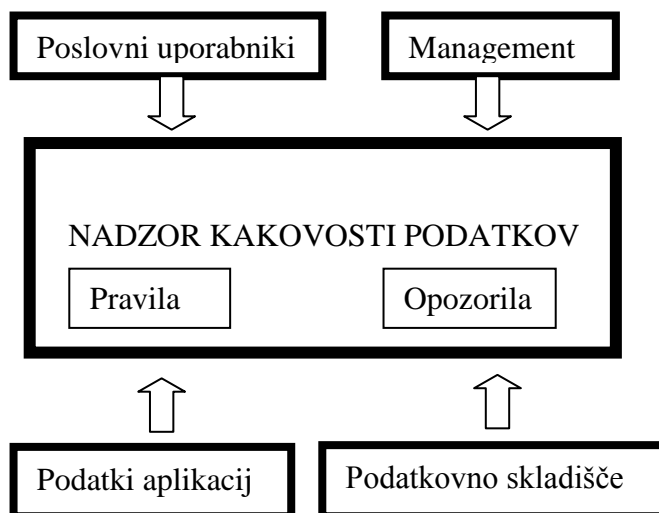 Poslovni uporabniki
Management
NADZOR KAKOVOSTI PODATKOV
Pravila
Opozorila
Podatki aplikacij
Podatkovno skladišče